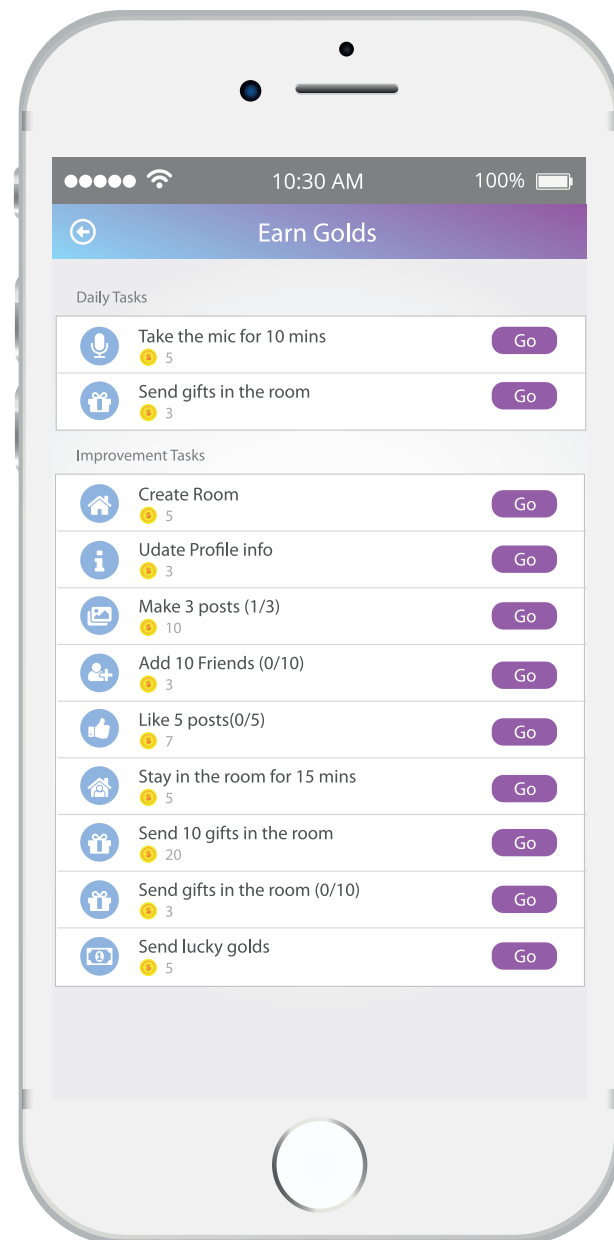 10:30 AM
100%
Earn Golds
Daily Tasks
Take the mic for 10 mins
5
Go
Send gifts in the room
3
Go
Improvement Tasks
Create Room
5
Go
Udate Profile info
3
Go
Make 3 posts (1/3)
10
Go
Add 10 Friends (0/10)
3
Go
Like 5 posts(0/5)
7
Go
Stay in the room for 15 mins
5
Go
Send 10 gifts in the room
20
Go
Send gifts in the room (0/10)
3
Go
Send lucky golds
5
Go